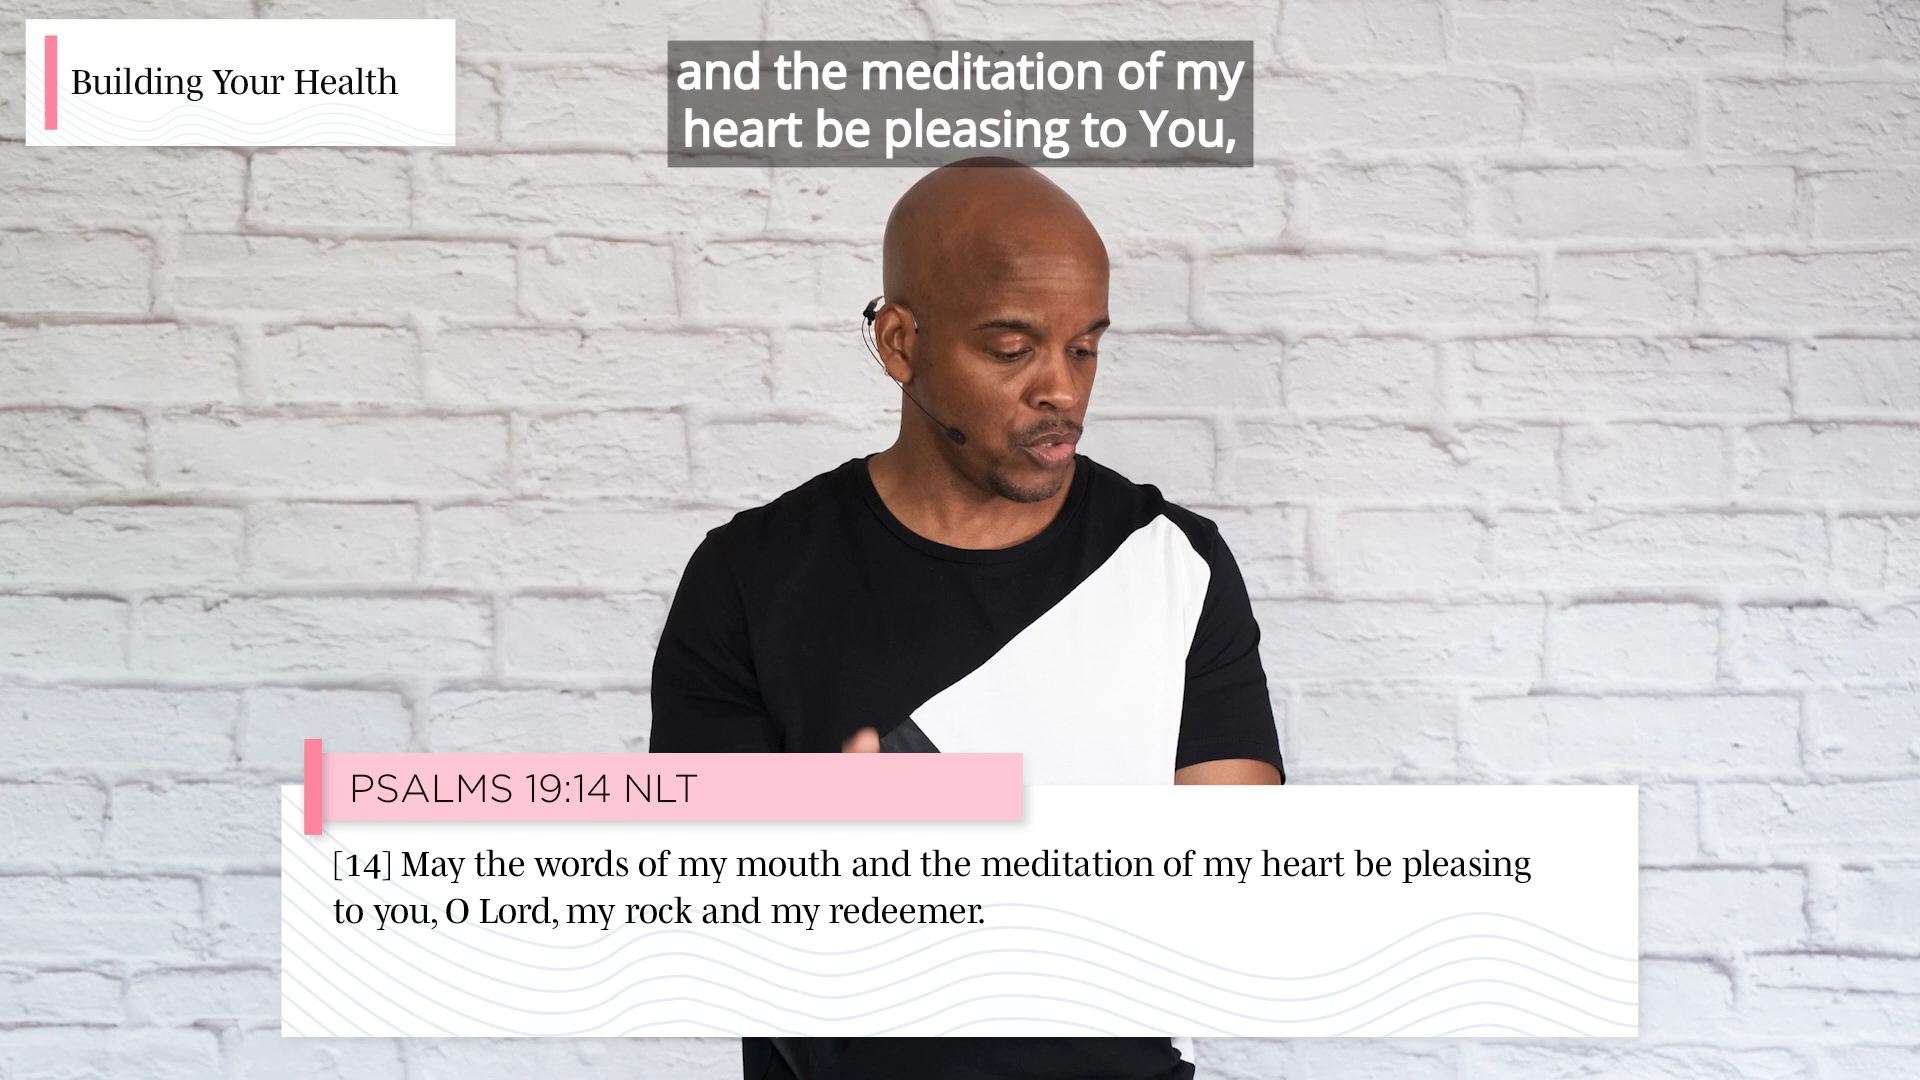 Building Your Health
and the meditation of my
heart be pleasing to You,
PSALMS 19:14 NLT
[14] May the words of my mouth and the meditation of my heart be pleasing
to you, O Lord, my rock and my redeemer.